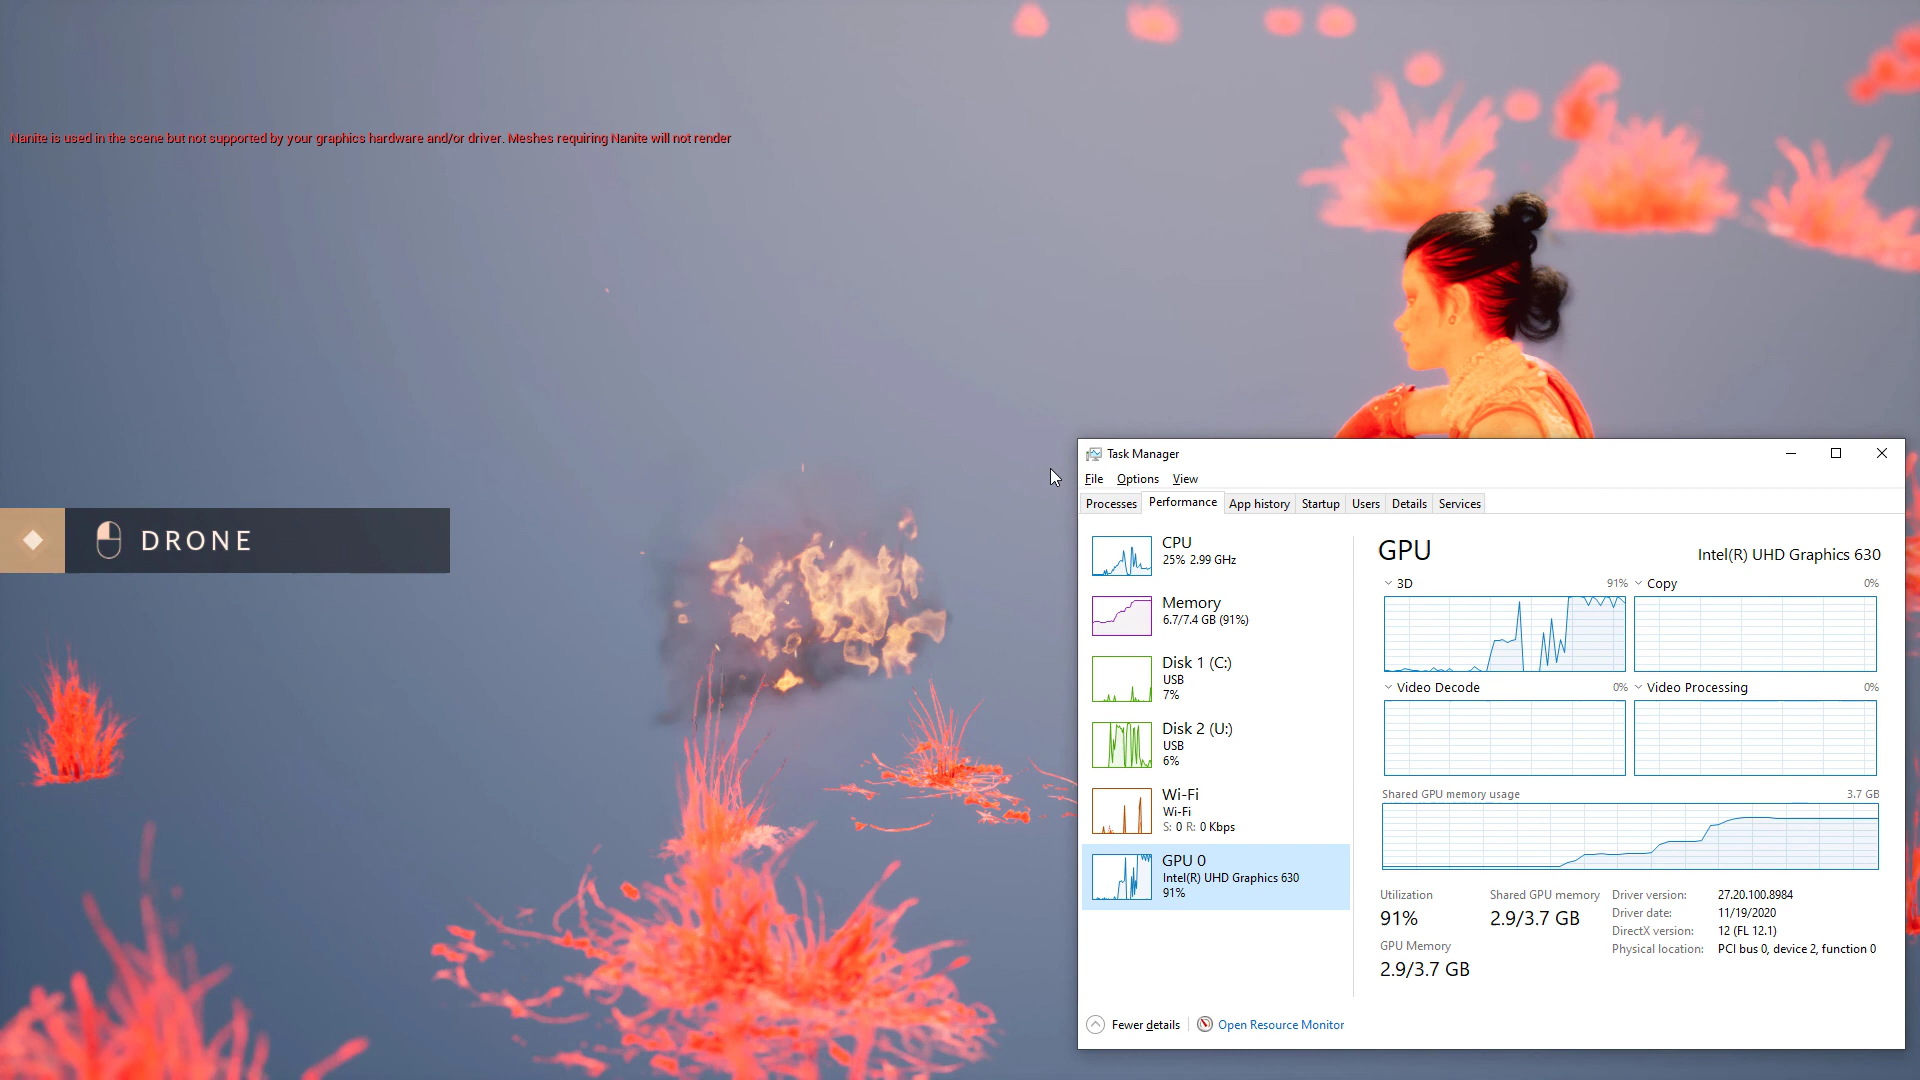 Nanite is used in the scene but not supported by your graphics hardware and/or driver. Meshes requiring Nanite will not render
DRONE
Task Manager
File Options View
Processes Performance App history Startup Users Details Services
CPU
25% 2.99 GHz
Memory
6.7/7.4 GB (91%)
Disk 1 (C:)
USB
7%
Disk 2 (U:)
USB
6%
Wi-Fi
Wi-Fi
S: 0 R: 0 Kbps
GPU 0
Intel(R) UHD Graphics 630
91%
GPU Intel(R) UHD Graphics 630
3D 91% Copy 0%
Video Decode 0% Video Processing 0%
Shared GPU memory usage 3.7 GB
Utilization
91%
Shared GPU memory
2.9/3.7 GB
GPU Memory
2.9/3.7 GB
Driver version: 27.20.100.8984
Driver date: 11/19/2020
DirectX version: 12 (FL 12.1)
Physical location: PCI bus 0, device 2, function 0
Fewer details Open Resource Monitor